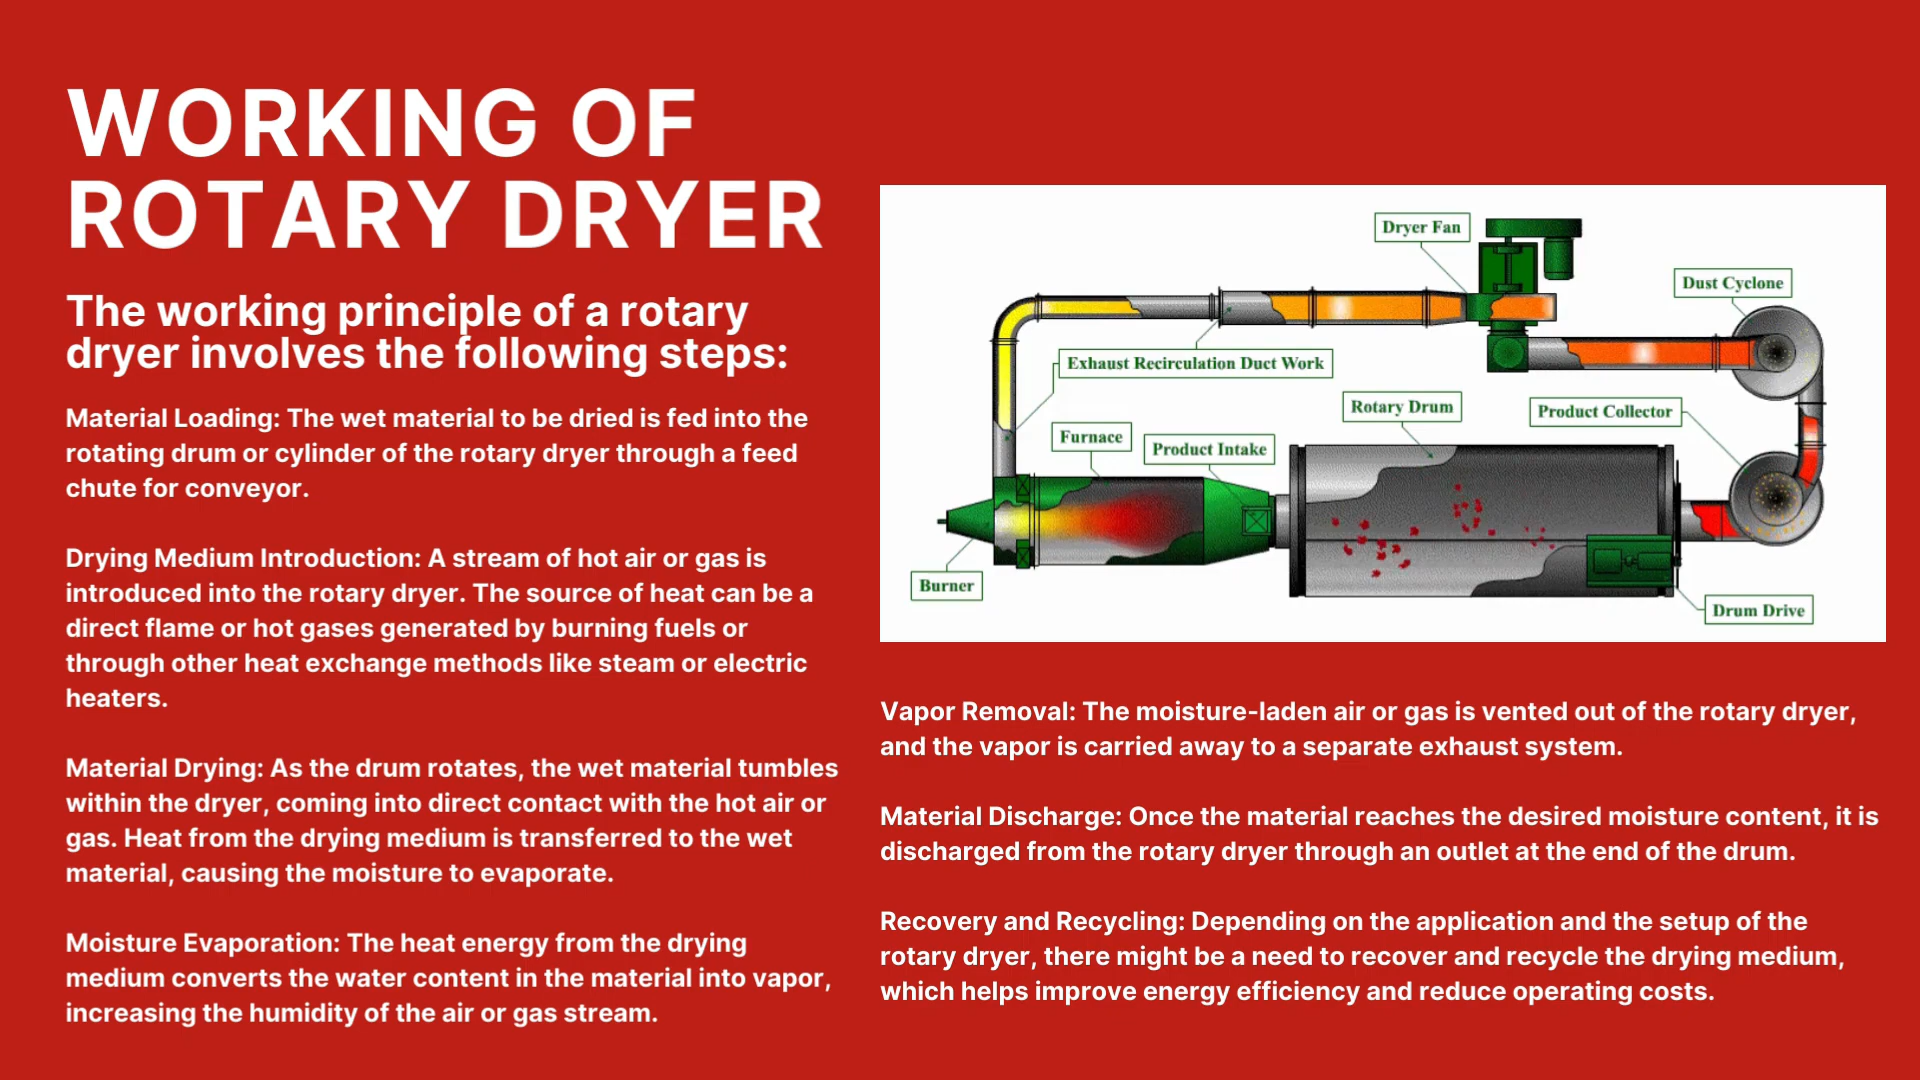 WORKING OF
ROTARY DRYER
The working principle of a rotary
dryer involves the following steps:
Material Loading: The wet material to be dried is fed into the
rotating drum or cylinder of the rotary dryer through a feed
chute for conveyor.
Drying Medium Introduction: A stream of hot air or gas is
introduced into the rotary dryer. The source of heat can be a
direct flame or hot gases generated by burning fuels or
through other heat exchange methods like steam or electric
heaters.
Material Drying: As the drum rotates, the wet material tumbles
within the dryer, coming into direct contact with the hot air or
gas. Heat from the drying medium is transferred to the wet
material, causing the moisture to evaporate.
Moisture Evaporation: The heat energy from the drying
medium converts the water content in the material into vapor,
increasing the humidity of the air or gas stream.
Dryer Fan
Dust Cyclone
Exhaust Recirculation Duct Work
Rotary Drum
Product Collector
Furnace
Product Intake
Burner
Drum Drive
Vapor Removal: The moisture-laden air or gas is vented out of the rotary dryer,
and the vapor is carried away to a separate exhaust system.
Material Discharge: Once the material reaches the desired moisture content, it is
discharged from the rotary dryer through an outlet at the end of the drum.
Recovery and Recycling: Depending on the application and the setup of the
rotary dryer, there might be a need to recover and recycle the drying medium,
which helps improve energy efficiency and reduce operating costs.